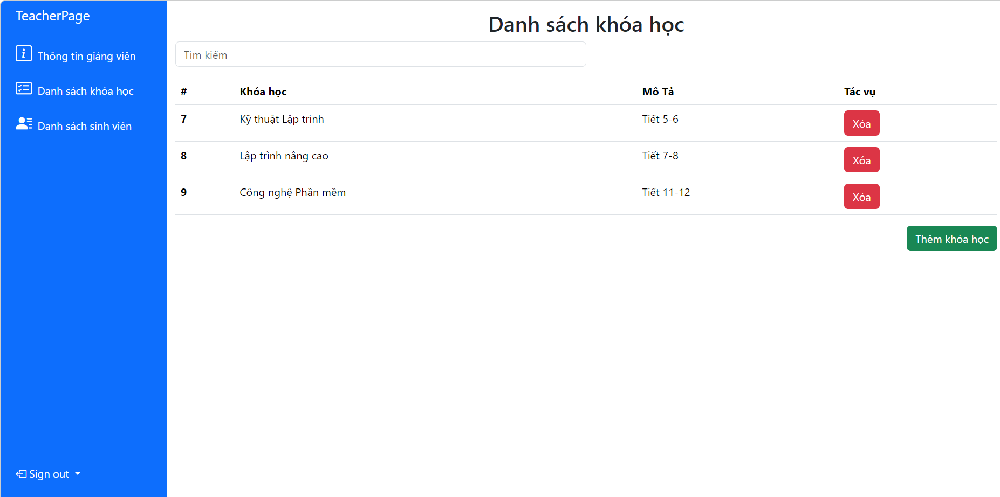 TeacherPage
Thông tin giảng viên
Danh sách khóa học
Danh sách sinh viên
Sign out
Danh sách khóa học
Tìm kiếm
# Khóa học Mô Tả Tác vụ
7 Kỹ thuật Lập trình Tiết 5-6 Xóa
8 Lập trình nâng cao Tiết 7-8 Xóa
9 Công nghệ Phần mềm Tiết 11-12 Xóa
Thêm khóa học